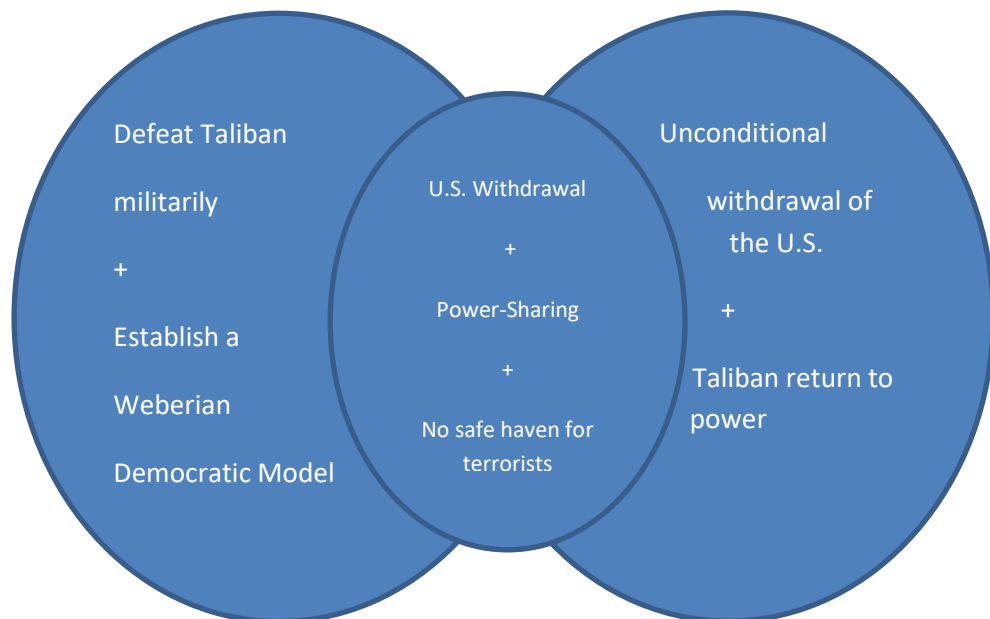 Defeat Taliban
militarily
+
Establish a
Weberian
Democratic Model
U.S. Withdrawal
+
Power-Sharing
+
No safe haven for
terrorists
Unconditional
withdrawal of
the U.S.
+
Taliban return to
power